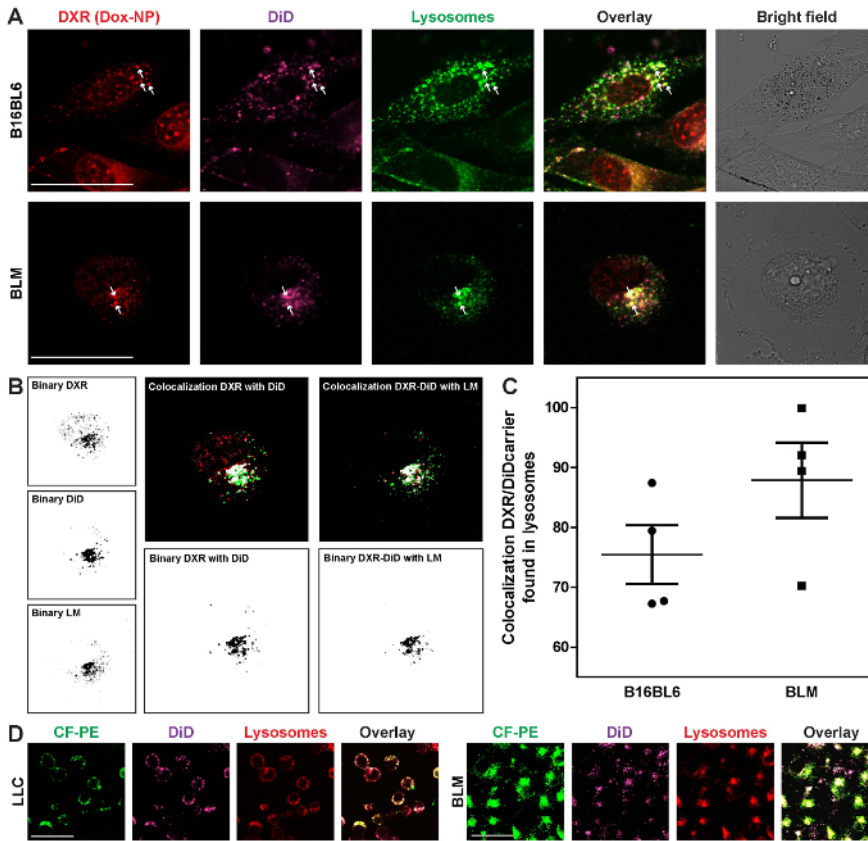 A
DXR (Dox-NP) DiD Lysosomes Overlay Bright field
B16BL6
BLM
B
Binary DXR
Binary DiD
Binary LM
Colocalization DXR with DiD
Colocalization DXR-DiD with LM
Binary DXR with DiD
Binary DXR-DiD with LM
C
Colocalization DXR/DiDcarrier
found in lysosomes
100
90
80
70
60
B16BL6 BLM
D
CF-PE DiD Lysosomes Overlay
LLC
CF-PE DiD Lysosomes Overlay
BLM